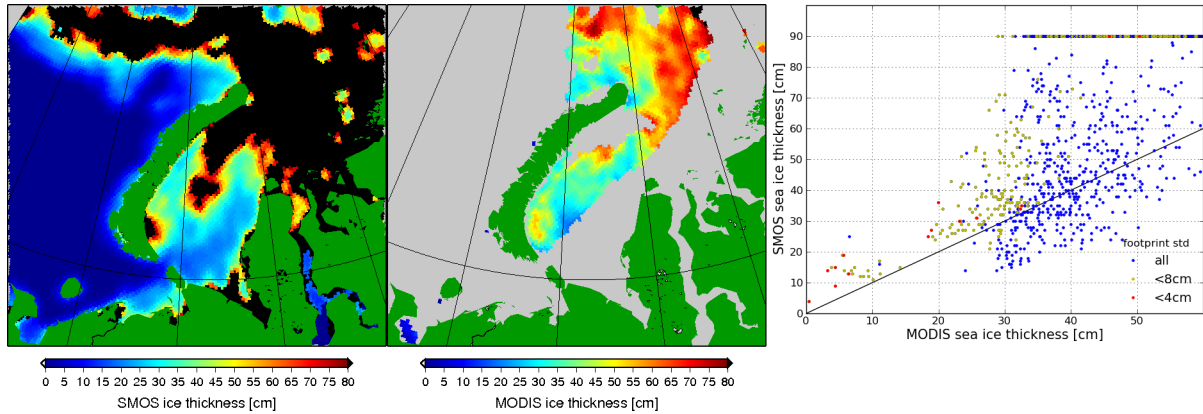 0 5 10 15 20 25 30 35 40 45 50 55 60 65 70 75 80
SMOS ice thickness [cm]
0 5 10 15 20 25 30 35 40 45 50 55 60 65 70 75 80
MODIS ice thickness [cm]
SMOS sea ice thickness [cm]
90
80
70
60
50
40
30
20
10
0
footprint std
all
<8cm
<4cm
0 10 20 30 40 50
MODIS sea ice thickness [cm]